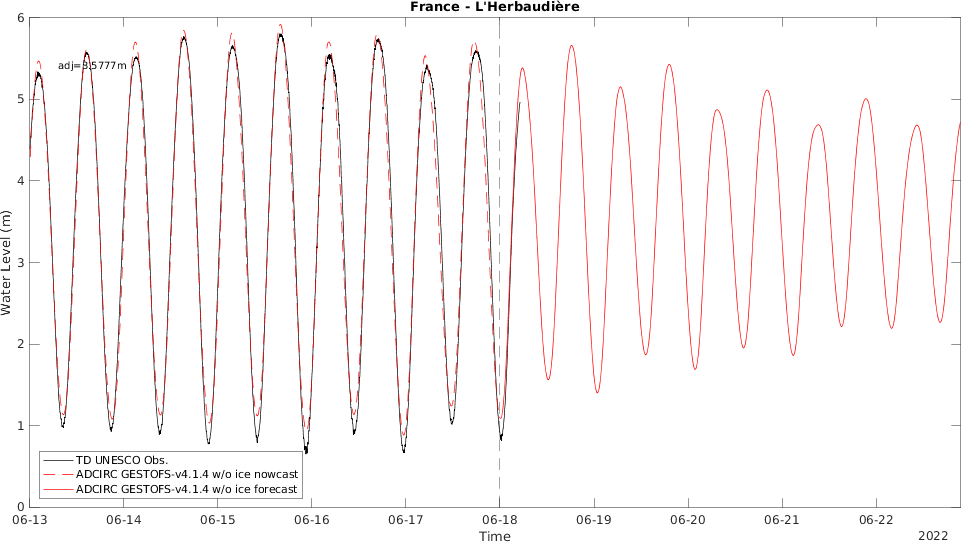 France - L'Herbaudière
6
5
4
3
2
1
0
Water Level (m)
adj=3.5777m
TD UNESCO Obs.
ADCIRC GESTOFS-v4.1.4 w/o ice nowcast
ADCIRC GESTOFS-v4.1.4 w/o ice forecast
06-13 06-14 06-15 06-16 06-17 06-18 06-19 06-20 06-21 06-22
Time
2022